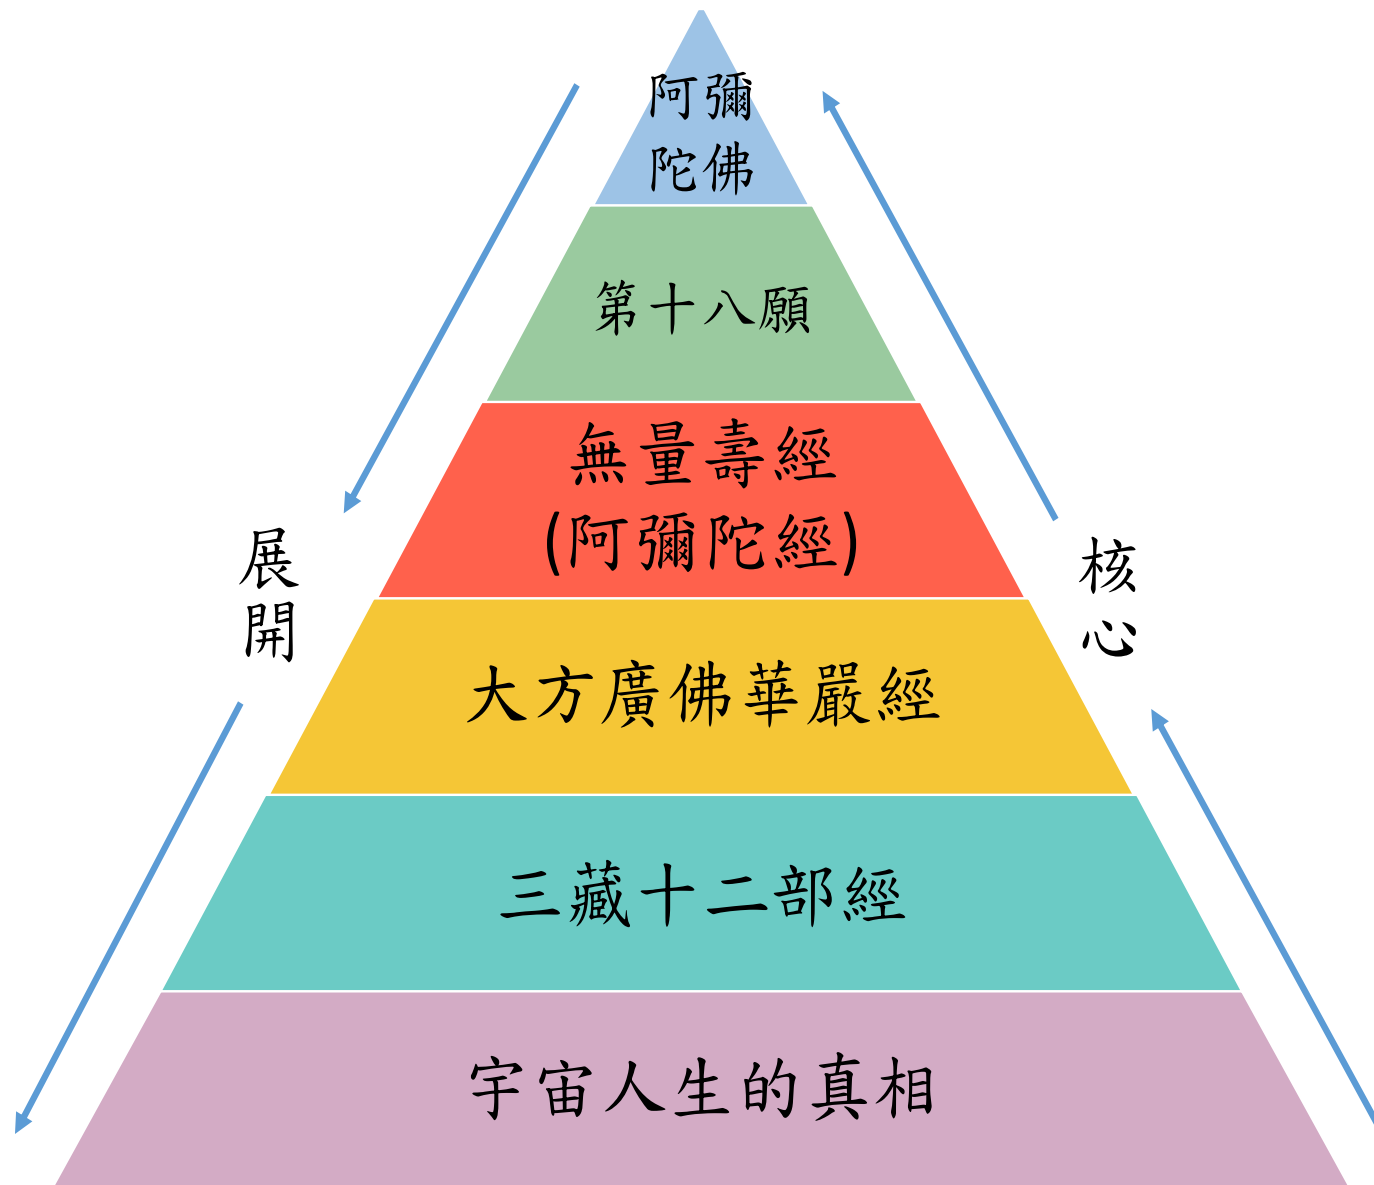 阿彌
陀佛
第十八願
無量壽經
(阿彌陀經)
展
開
核
心
大方廣佛華嚴經
三藏十二部經
宇宙人生的真相